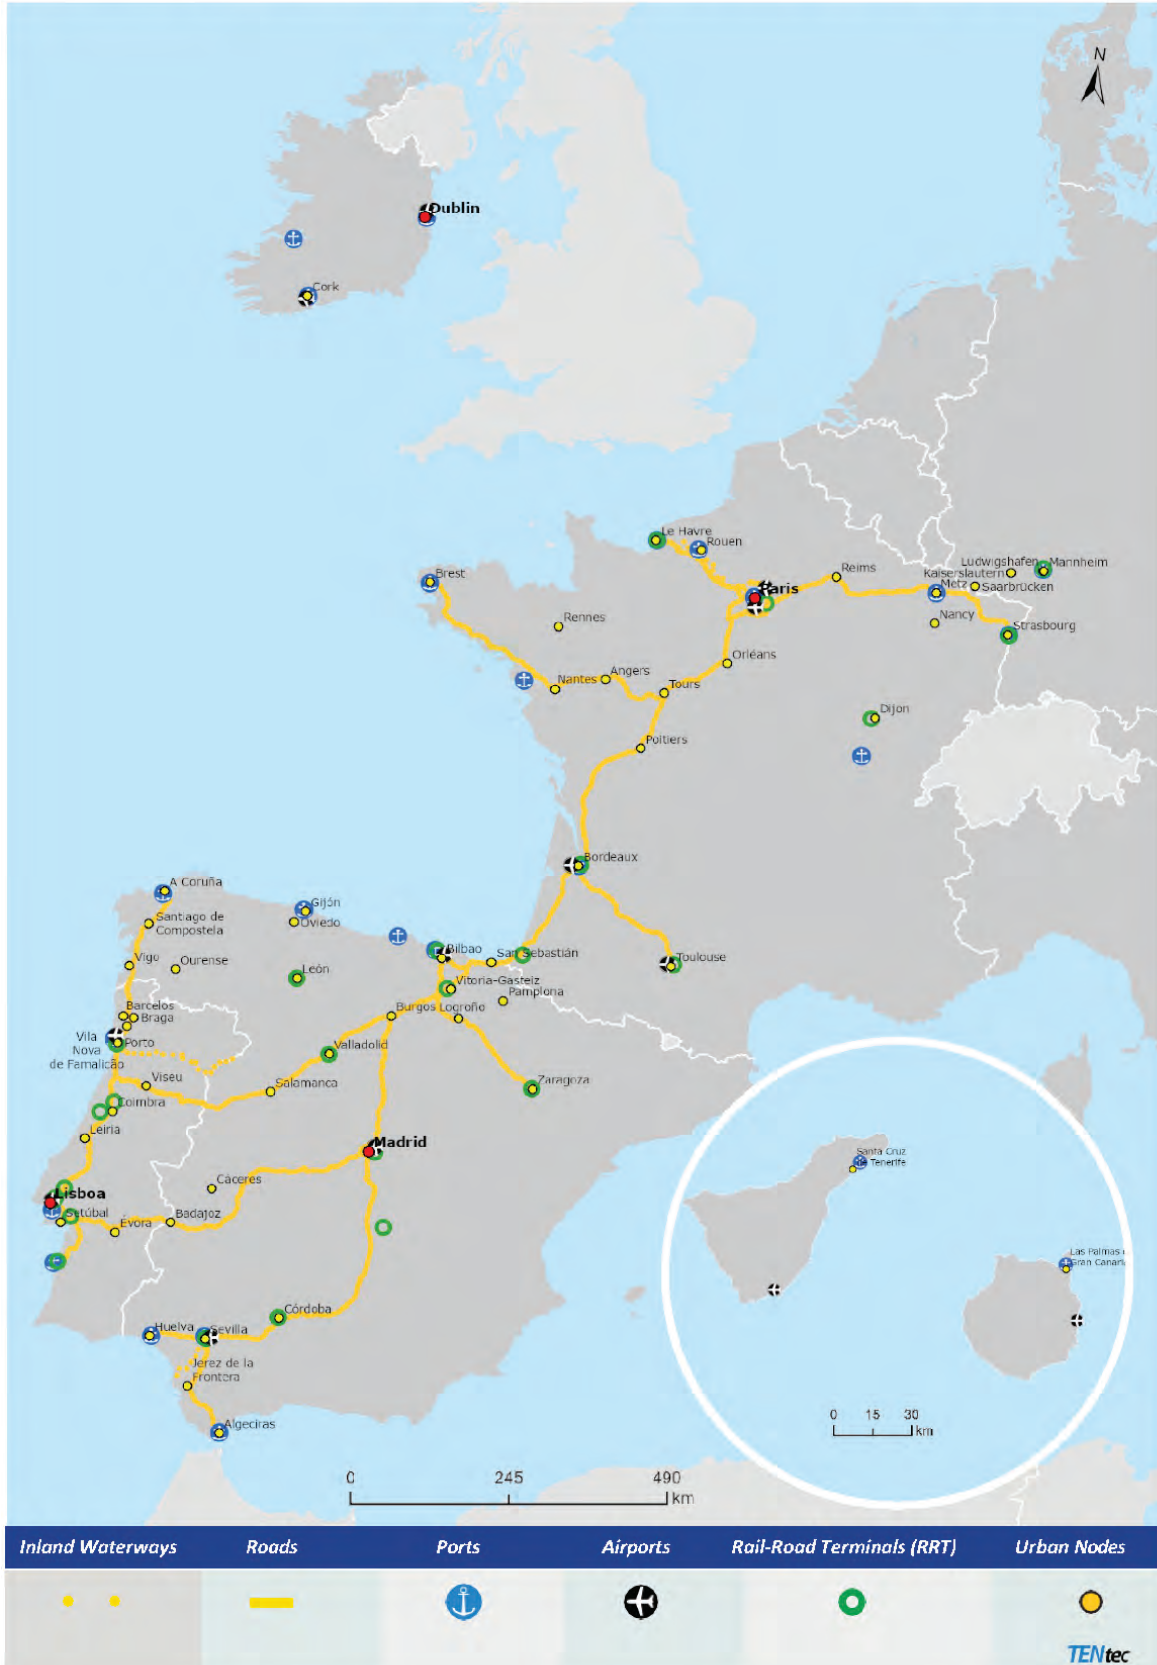 N
Dublin
Cork
Le Havre
Rouen
Brest
Paris
Reims
Ludwigshafen
Mannheim
Kaiserslautern
Metz
Saarbrücken
Rennes
Nancy
Strasbourg
Orléans
Angers
Nantes
Tours
Dijon
Poitiers
Bordeaux
A Coruña
Gijón
Santiago de
Compostela
Oviedo
Bilbao
San Sebastián
Toulouse
Vigo
Ourense
León
Vitoria-Gasteiz
Pamplona
Barcelos
Braga
Burgos
Logroño
Vila
Nova
de Famalicão
Porto
Valladolid
Viseu
Salamanca
Zaragoza
Coimbra
Leiria
Madrid
Santa Cruz
de Tenerife
Lisboa
Cáceres
Setúbal
Évora
Badajoz
Las Palmas
Gran Canari
Córdoba
Huelva
Sevilla
Jerez de la
Frontera
Algeciras
0 15 30
km
0 245 490
km
Inland Waterways Roads Ports Airports Rail-Road Terminals (RRT) Urban Nodes
TENtec